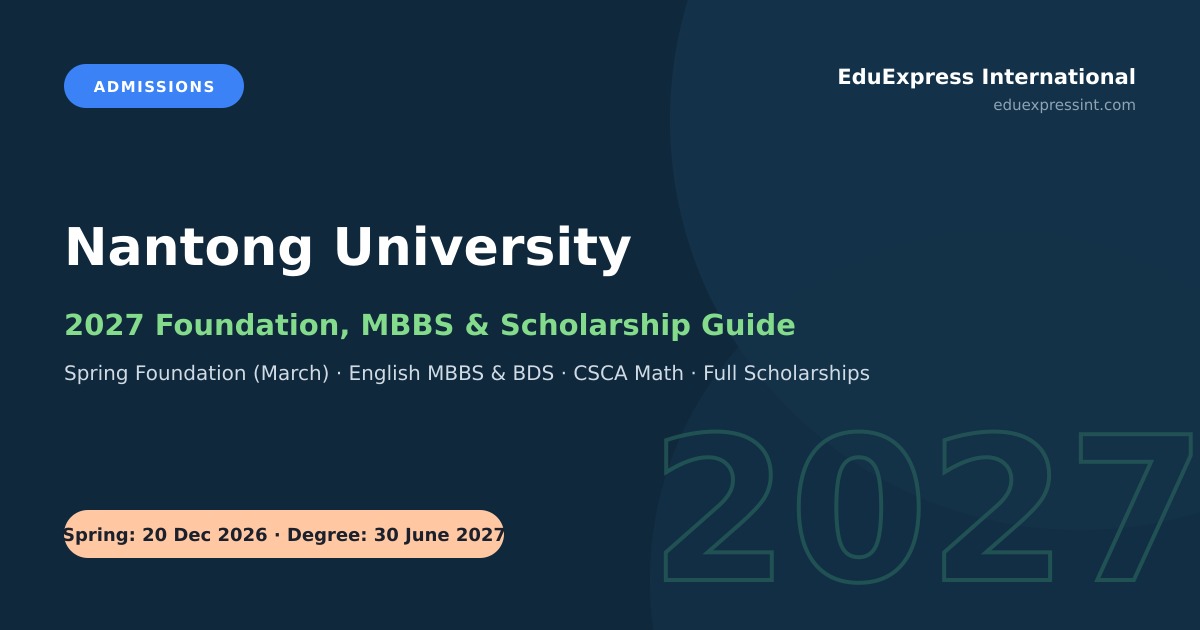 ADMISSIONS
EduExpress International
eduexpressint.com
Nantong University
2027 Foundation, MBBS & Scholarship Guide
Spring Foundation (March) · English MBBS & BDS · CSCA Math · Full Scholarships
2027
Spring: 20 Dec 2026 · Degree: 30 June 2027